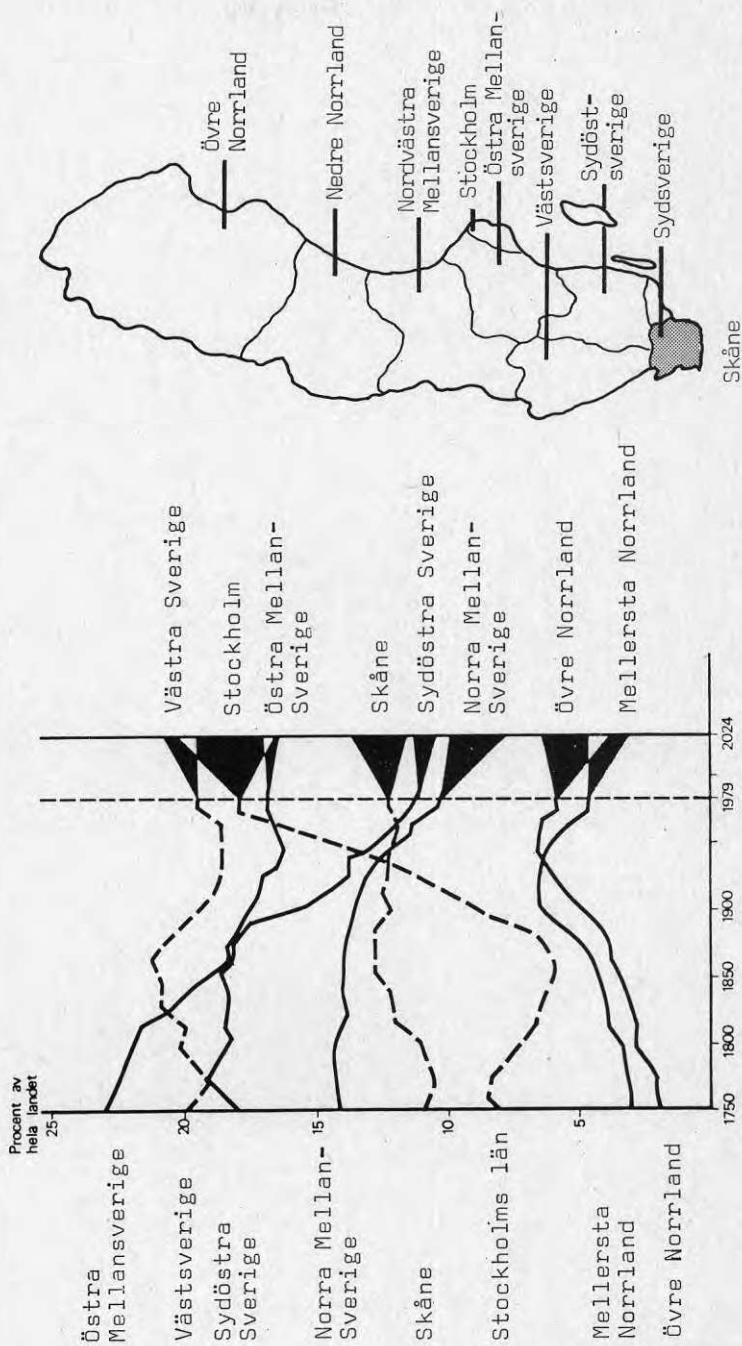 Procent av
hela landet
25
20
15
10
5
1750
1800
1850
1900
1979
2024
Östra
Mellansverige
Västsverige
Sydöstra
Sverige
Norra Mellan-
Sverige
Skåne
Stockholms län
Mellersta
Norrland
Övre Norrland
Västra Sverige
Stockholm
Östra Mellan-
Sverige
Skåne
Sydöstra Sverige
Norra Mellan-
Sverige
Övre Norrland
Mellersta Norrland
Övre
Norrland
Nedre Norrland
Nordvästra
Mellansverige
Stockholm
Östra Mellan-
sverige
Västsverige
Sydöst-
sverige
Sydsverige
Skåne